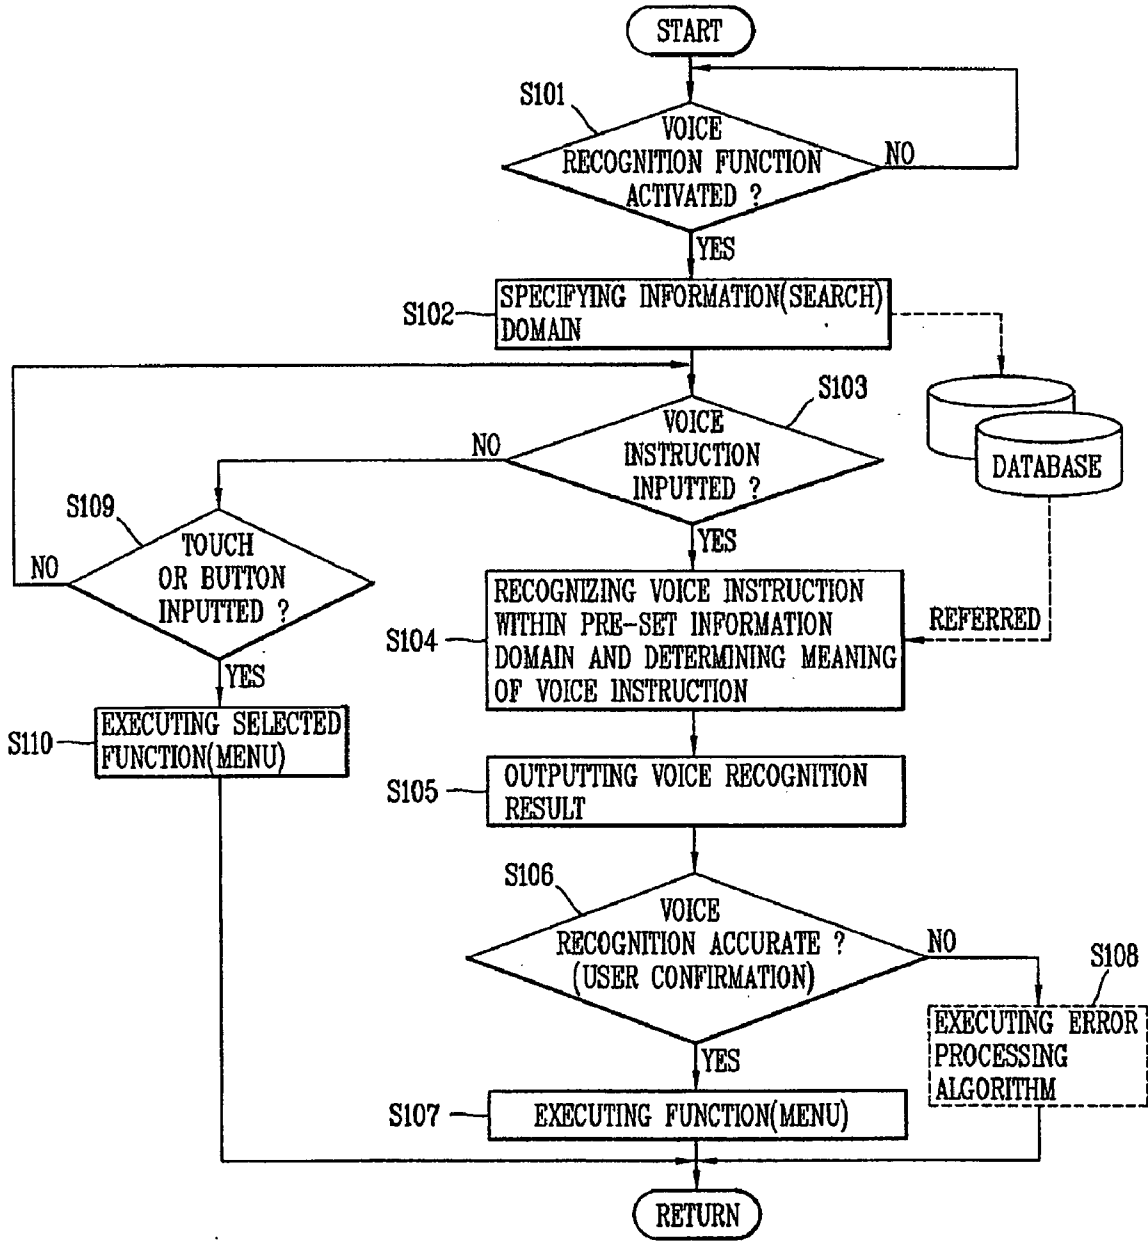 START
S101
VOICE
RECOGNITION FUNCTION
ACTIVATED ?
NO
YES
S102
SPECIFYING INFORMATION(SEARCH)
DOMAIN
S103
VOICE
INSTRUCTION
INPUTTED ?
NO
YES
DATABASE
S109
TOUCH
OR BUTTON
INPUTTED ?
NO
YES
S104
RECOGNIZING VOICE INSTRUCTION
WITHIN PRE-SET INFORMATION
DOMAIN AND DETERMINING MEANING
OF VOICE INSTRUCTION
REFERRED
S110
EXECUTING SELECTED
FUNCTION(MENU)
S105
OUTPUTTING VOICE RECOGNITION
RESULT
S106
VOICE
RECOGNITION ACCURATE ?
(USER CONFIRMATION)
NO
YES
S108
EXECUTING ERROR
PROCESSING
ALGORITHM
S107
EXECUTING FUNCTION(MENU)
RETURN